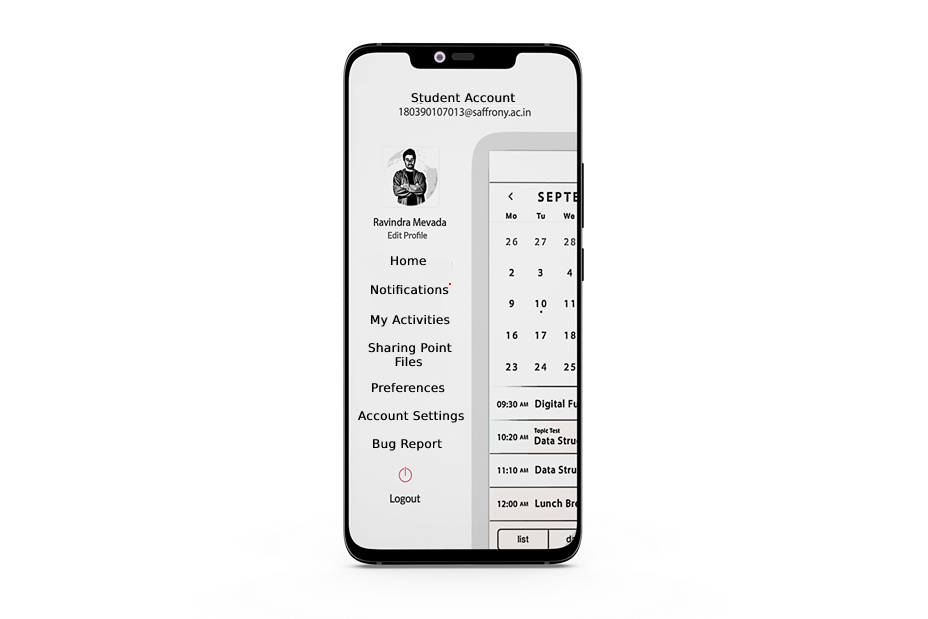 Student Account
180390107013@saffrony.ac.in
Ravindra Mevada
Edit Profile
Home
Notifications
My Activities
Sharing Point
Files
Preferences
Account Settings
Bug Report
Logout
SEPTE
Mo Tu We
26 27 28
2 3 4
9 10 11
16 17 18
23 24 25
09:30 AM Digital Fu
Topic Test
10:20 AM Data Stru
11:10 AM Data Stru
12:00 AM Lunch Bre
list d